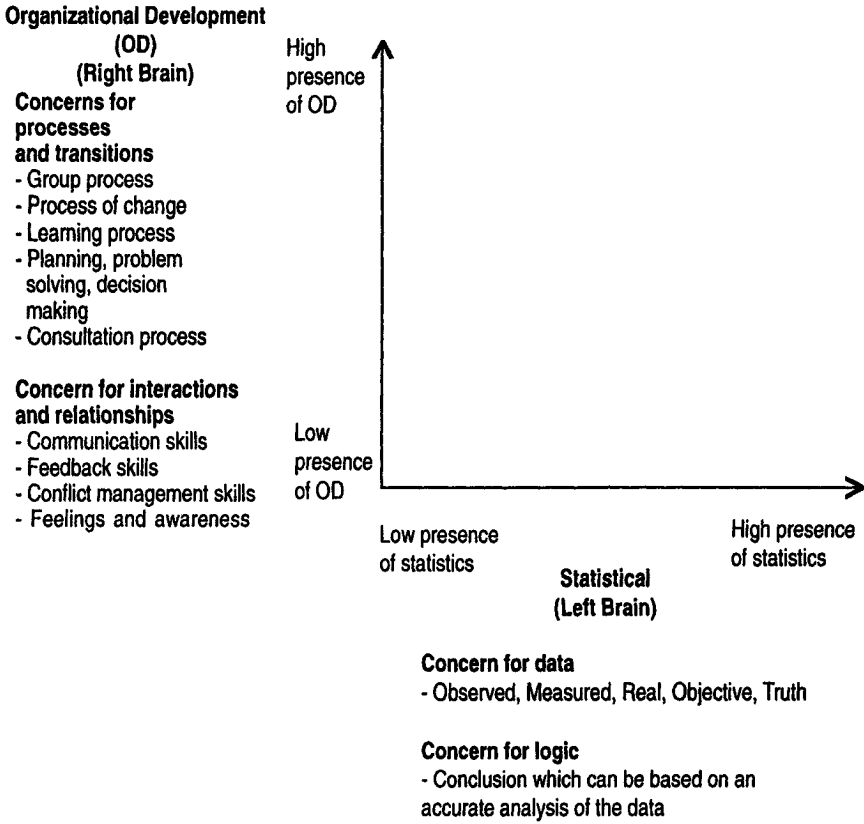 Organizational Development
(OD)
(Right Brain)
Concerns for
processes
and transitions
- Group process
- Process of change
- Learning process
- Planning, problem
solving, decision
making
- Consultation process
Concern for interactions
and relationships
- Communication skills
- Feedback skills
- Conflict management skills
- Feelings and awareness
High
presence
of OD
Low
presence
of OD
Low presence
of statistics
High presence
of statistics
Statistical
(Left Brain)
Concern for data
- Observed, Measured, Real, Objective, Truth
Concern for logic
- Conclusion which can be based on an
accurate analysis of the data